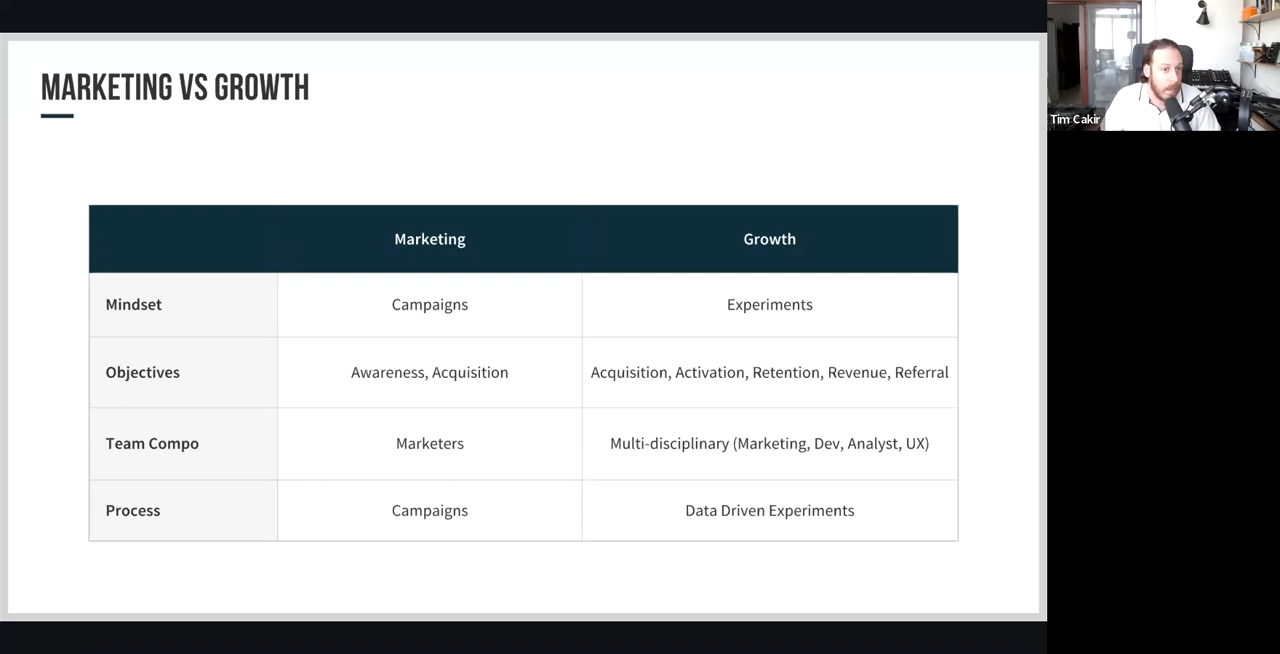 MARKETING VS GROWTH
Marketing Growth
Mindset Campaigns Experiments
Objectives Awareness, Acquisition Acquisition, Activation, Retention, Revenue, Referral
Team Compo Marketers Multi-disciplinary (Marketing, Dev, Analyst, UX)
Process Campaigns Data Driven Experiments
Tim Cakir